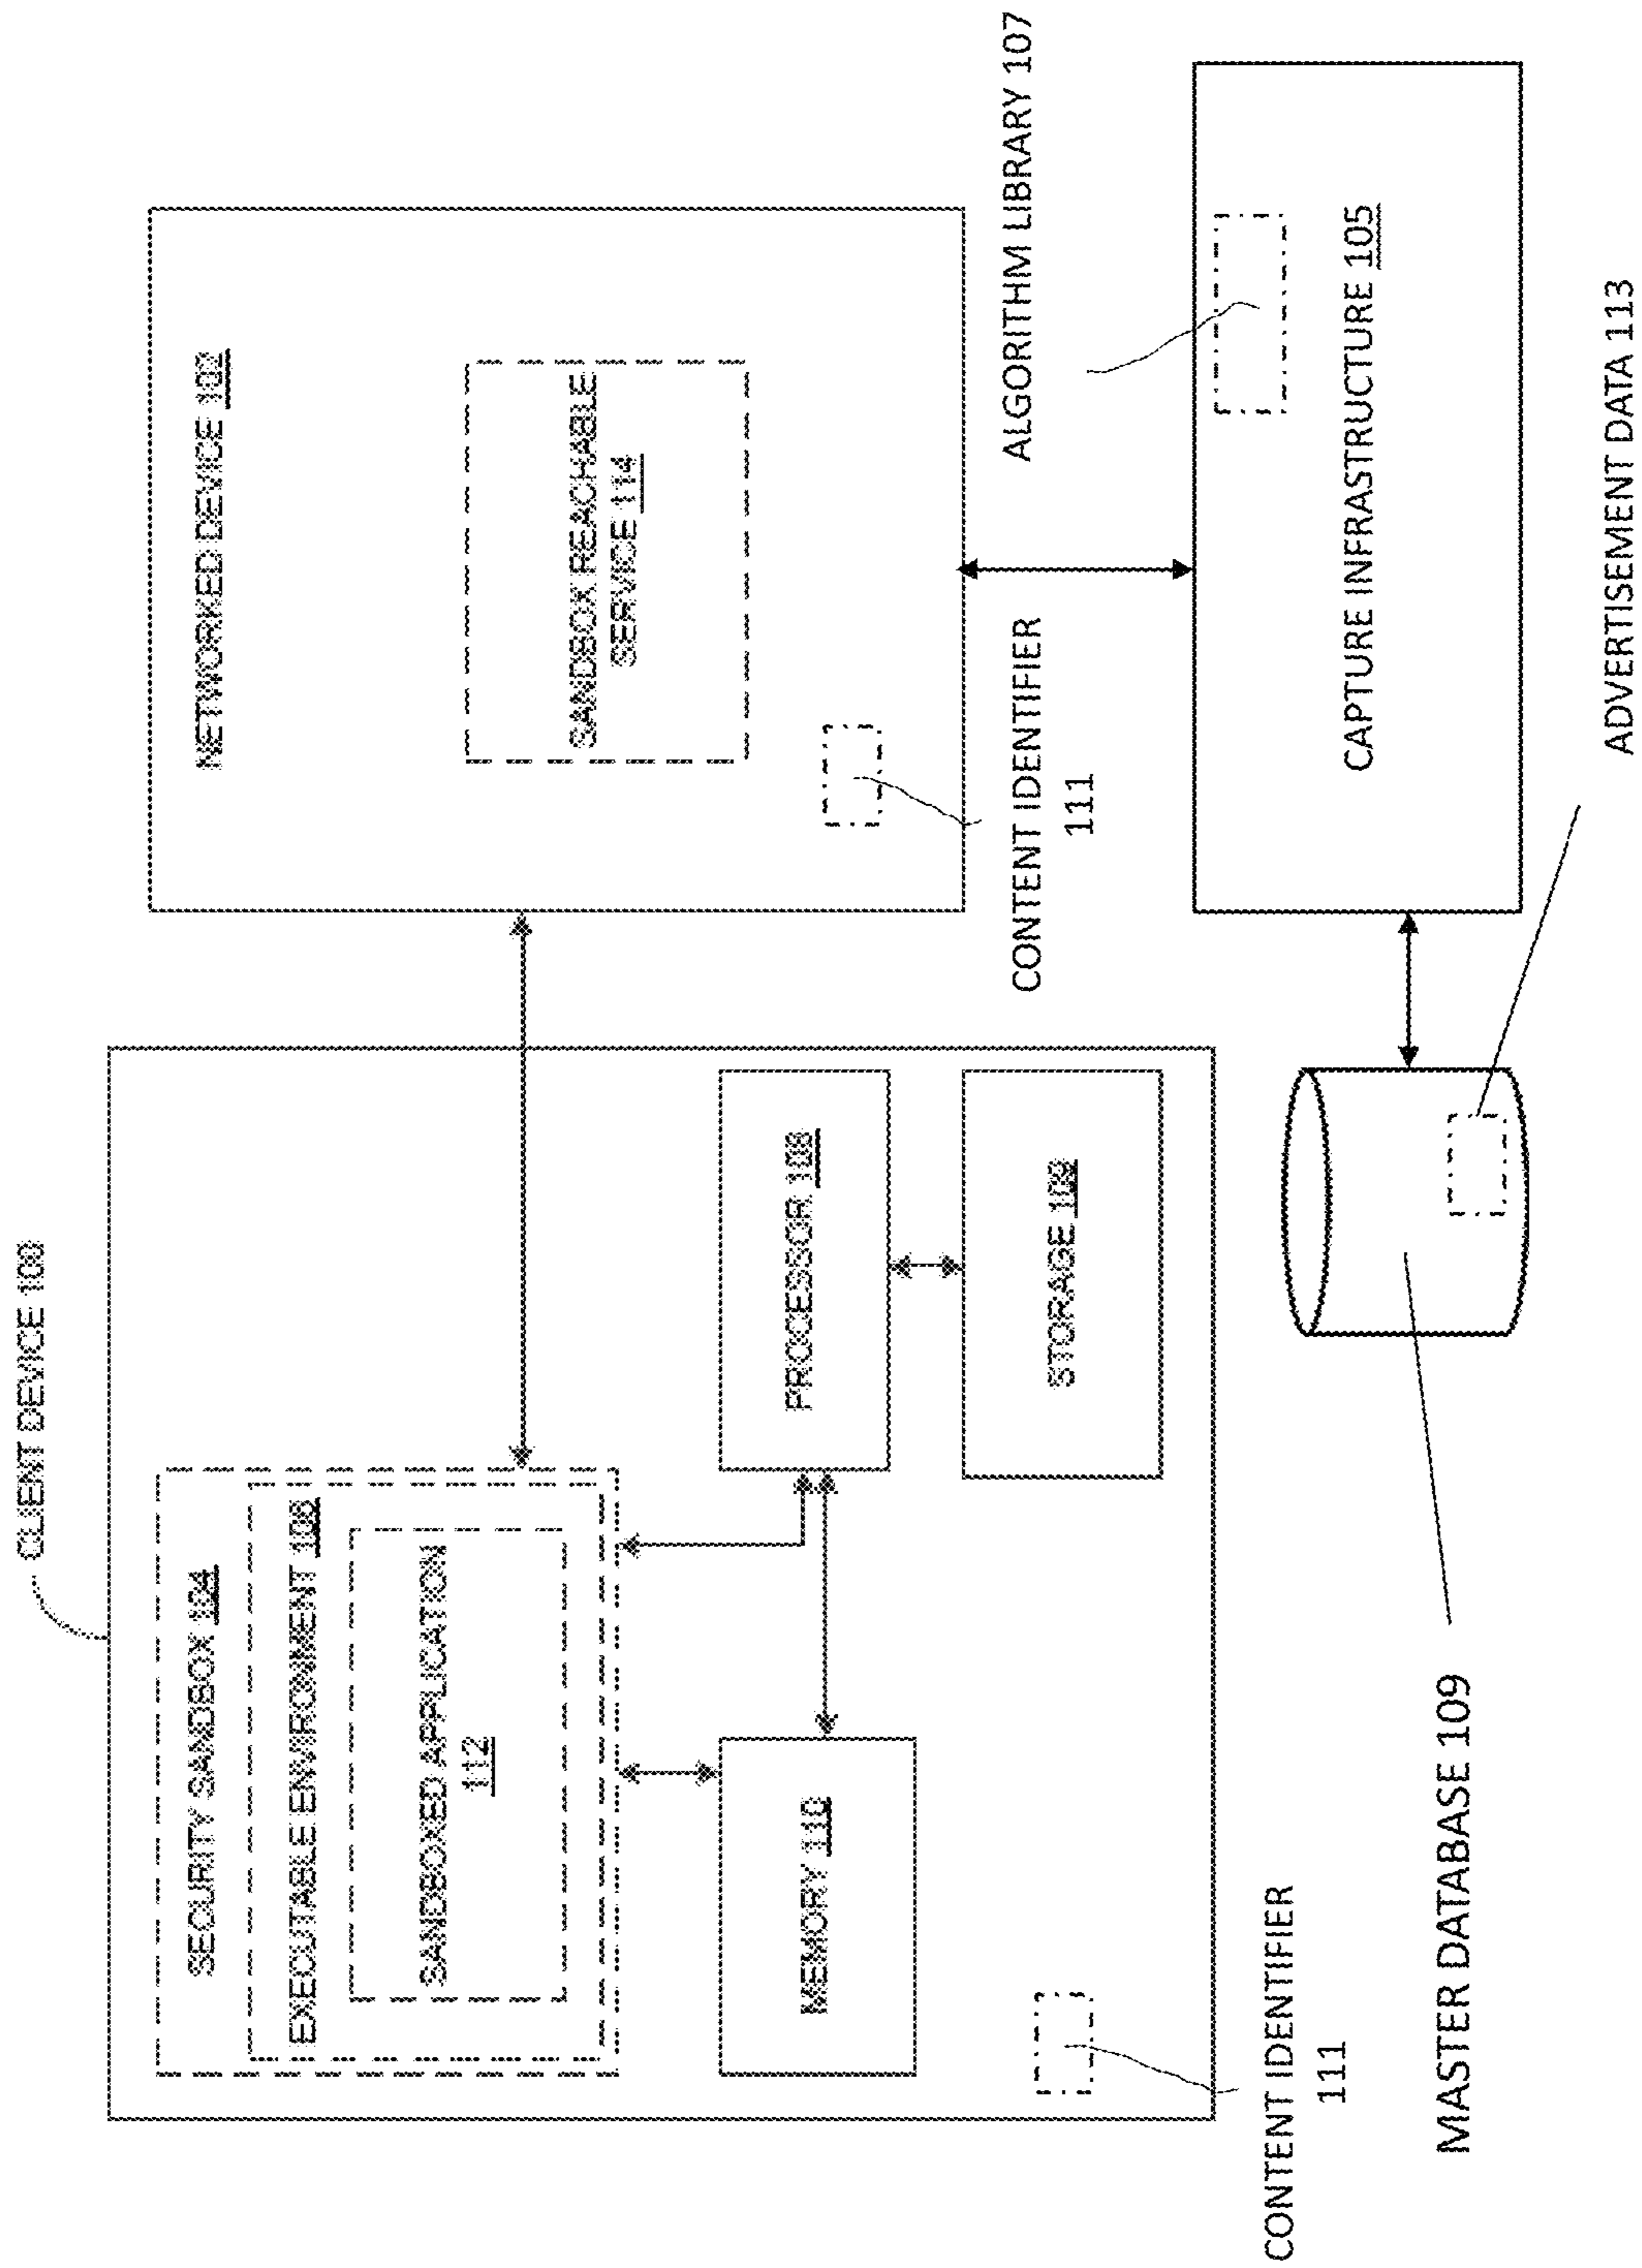 CLIENT DEVICE 100
SECURITY SANDBOX 104
EXECUTABLE ENVIRONMENT 106
SANDBOXED APPLICATION
112
MEMORY 110
PROCESSOR 108
STORAGE 109
CONTENT IDENTIFIER
111
NETWORKED DEVICE 102
SANDBOX REACHABLE
SERVICE 114
CONTENT IDENTIFIER
111
ALGORITHM LIBRARY 107
CAPTURE INFRASTRUCTURE 105
MASTER DATABASE 109
ADVERTISEMENT DATA 113